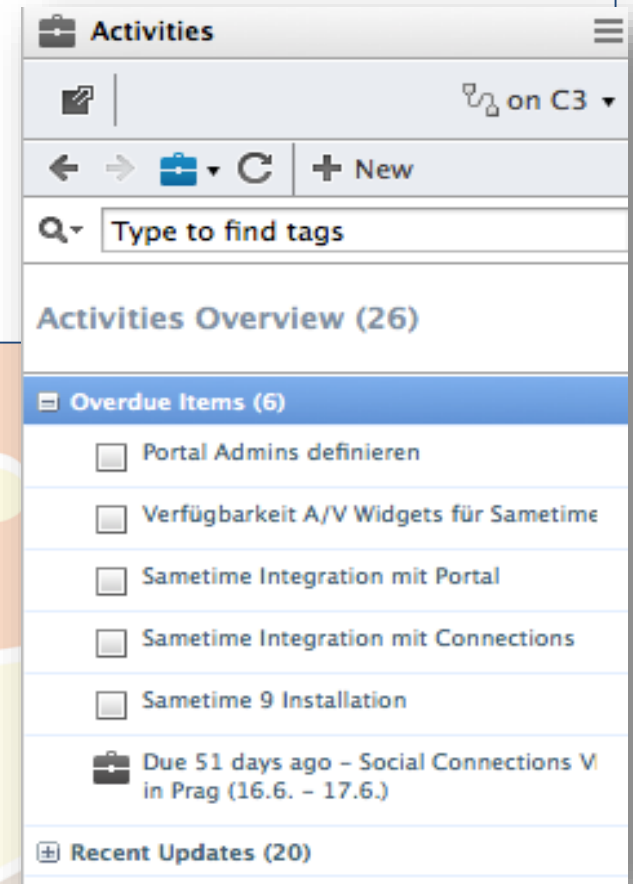 Activities
on C3
New
Type to find tags
Activities Overview (26)
Overdue Items (6)
Portal Admins definieren
Verfügbarkeit A/V Widgets für Sametime
Sametime Integration mit Portal
Sametime Integration mit Connections
Sametime 9 Installation
Due 51 days ago – Social Connections
in Prag (16.6. – 17.6.)
Recent Updates (20)